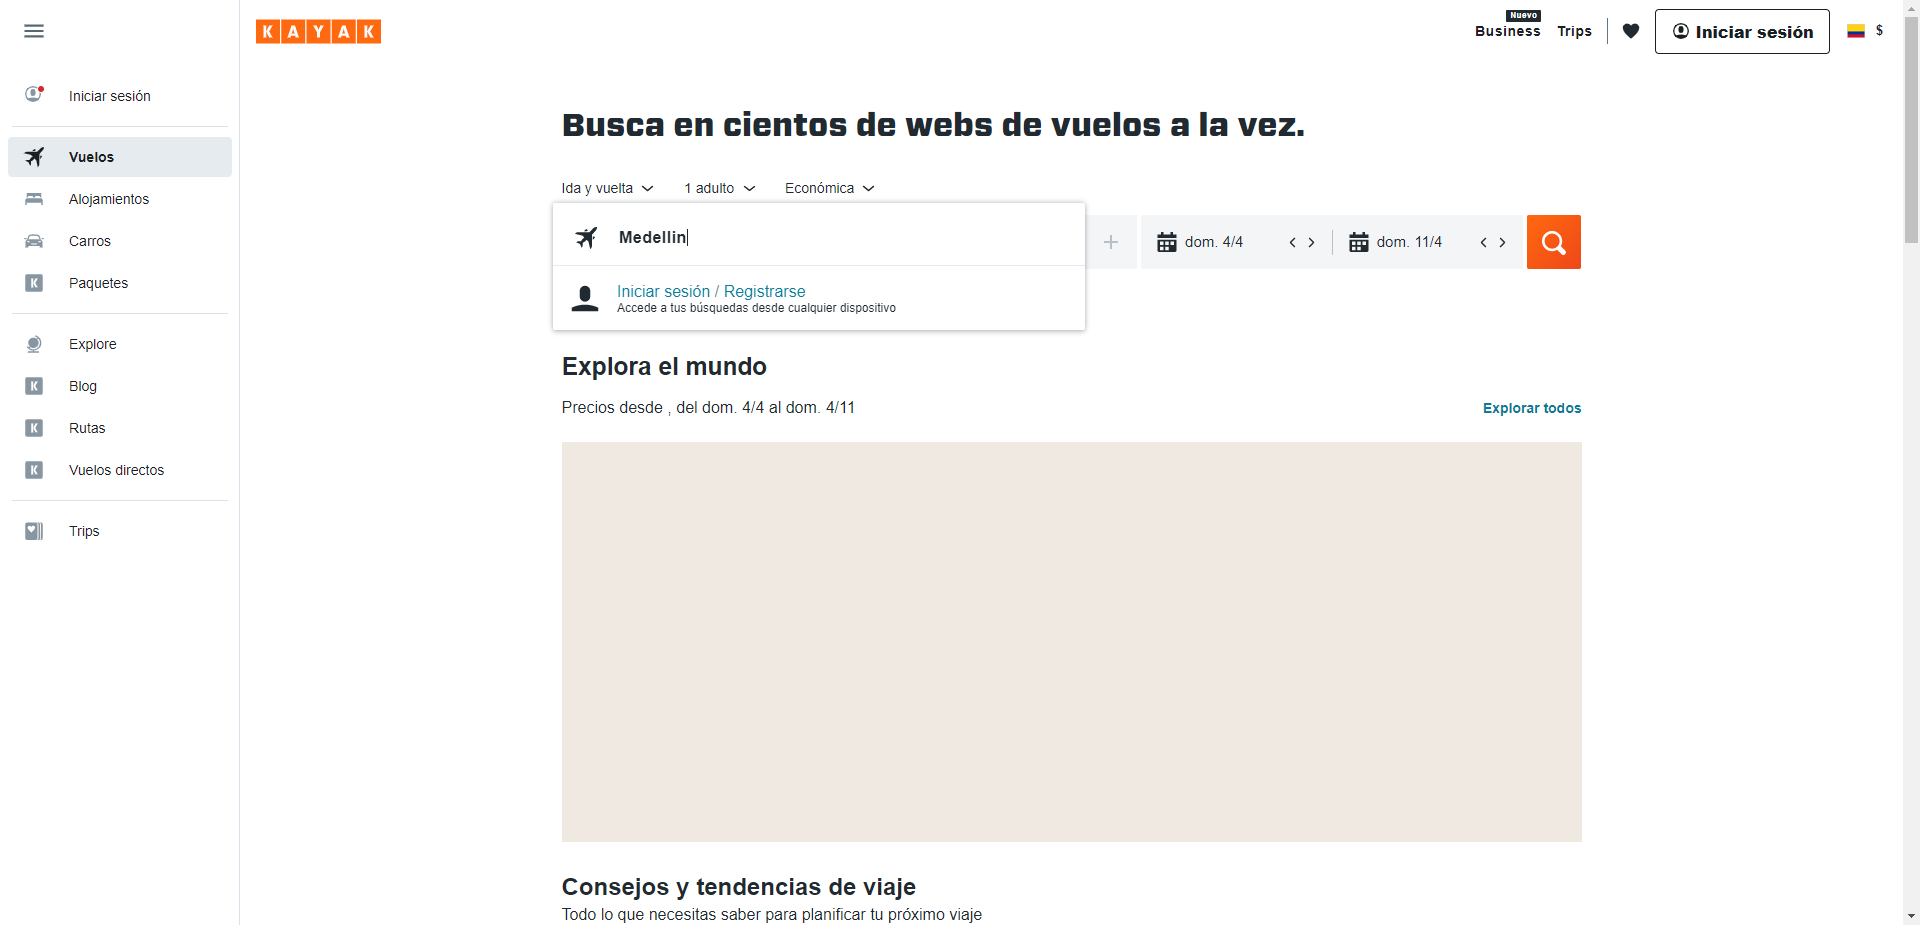 KAYAK
Nuevo
Business
Trips
Iniciar sesión
$
Iniciar sesión
Vuelos
Alojamientos
Carros
K Paquetes
Explore
K Blog
K Rutas
K Vuelos directos
Trips
Busca en cientos de webs de vuelos a la vez.
Ida y vuelta
1 adulto
Económica
Medellin
dom. 4/4
dom. 11/4
Iniciar sesión / Registrarse
Accede a tus búsquedas desde cualquier dispositivo
Explora el mundo
Precios desde , del dom. 4/4 al dom. 4/11
Explorar todos
Consejos y tendencias de viaje
Todo lo que necesitas saber para planificar tu próximo viaje